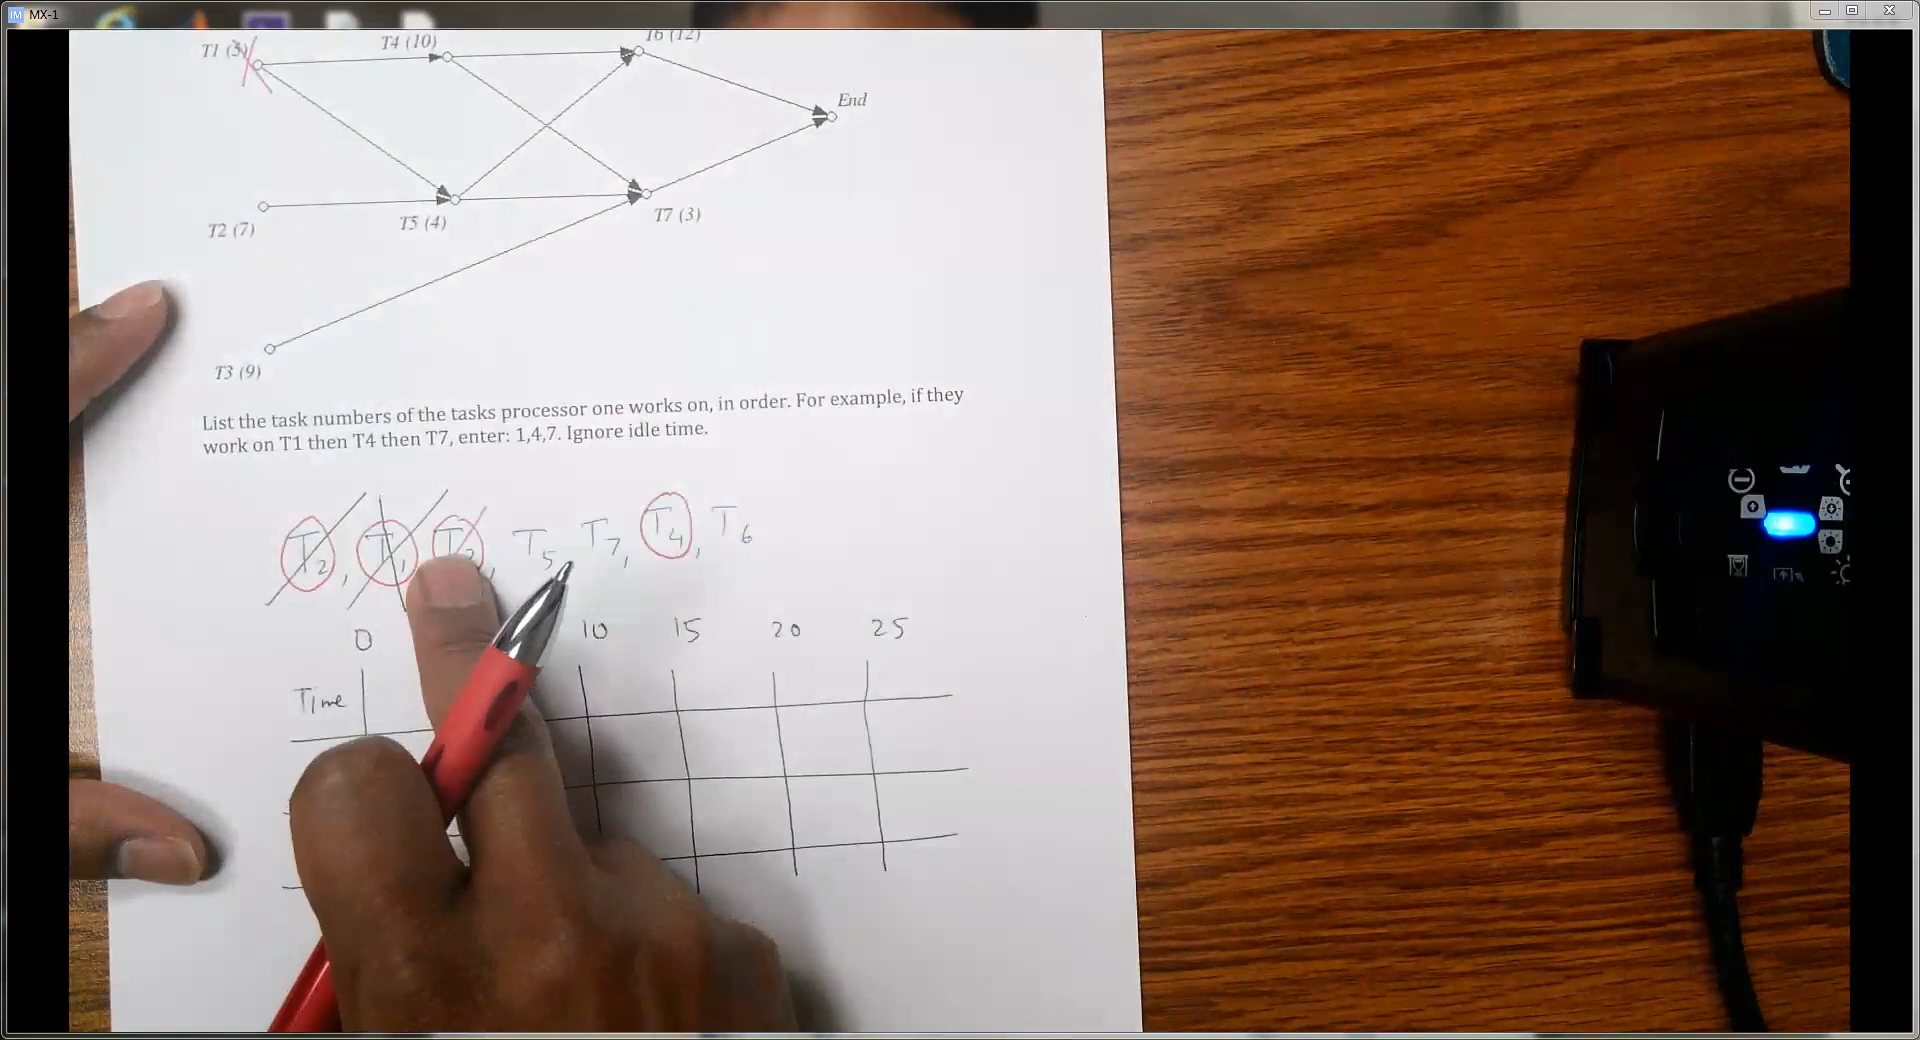 MX-1
T1 (5)
T4 (10)
T6 (12)
End
T2 (7)
T5 (4)
T7 (3)
T3 (9)
List the task numbers of the tasks processor one works on, in order. For example, if they
work on T1 then T4 then T7, enter: 1,4,7. Ignore idle time.
T2, T1, T3, T5, T7, T4, T6
0 10 15 20 25
Time